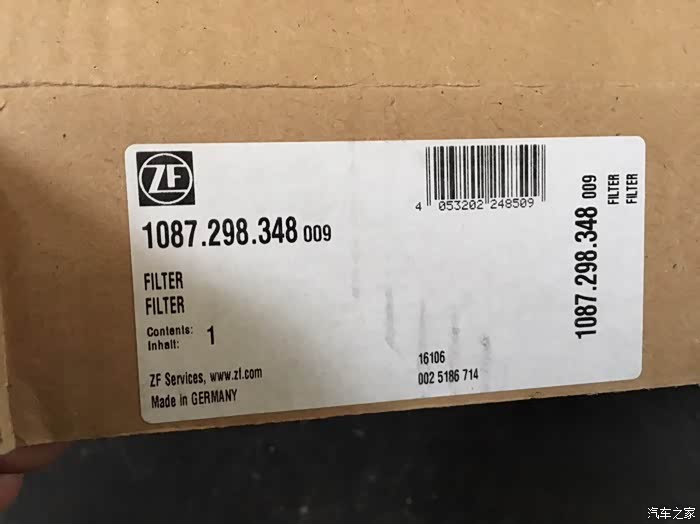 ZF
1087.298.348 009
FILTER
FILTER
Contents:
Inhalt: 1
ZF Services, www.zf.com
Made in GERMANY
4 053202 248509
16106
002 5186 714
1087.298.348 009
FILTER
FILTER
汽车之家